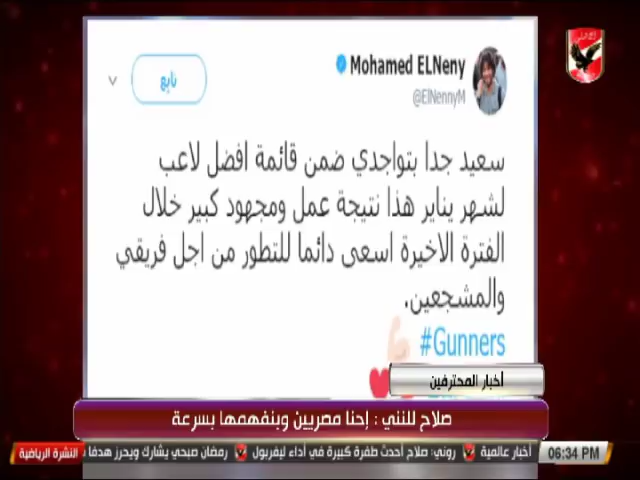 Mohamed ELNeny
@ElNennyM
تابع
سعيد جدا بتواجدي ضمن قائمة افضل لاعب
لشهر يناير هذا نتيجة عمل ومجهود كبير خلال
الفترة الاخيرة اسعى دائما للتطور من اجل فريقي
والمشجعين.
#Gunners
أخبار المحترفين
صلاح للنني : إحنا مصريين وبنفهمها بسرعة
06:34 PM
أخبار عالمية
روني: صلاح أحدث طفرة كبيرة في أداء ليفربول
رمضان صبحي يشارك ويحرز هدفا
النشرة الرياضية